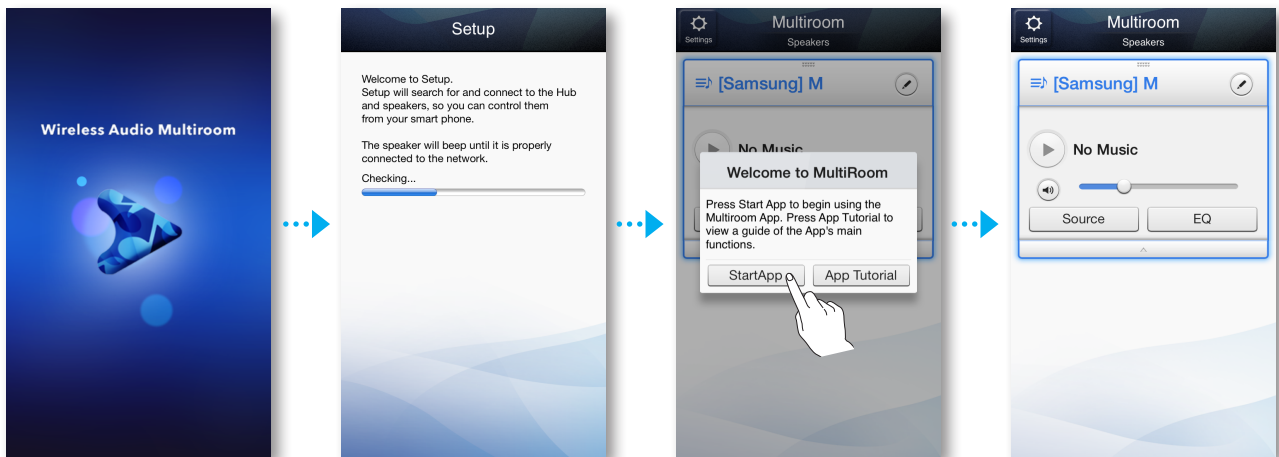 Wireless Audio Multiroom
Setup
Welcome to Setup.
Setup will search for and connect to the Hub
and speakers, so you can control them
from your smart phone.
The speaker will beep until it is properly
connected to the network.
Checking...
Settings
Multiroom
Speakers
[Samsung] M
No Music
Welcome to MultiRoom
Press Start App to begin using the
Multiroom App. Press App Tutorial to
view a guide of the App's main
functions.
StartApp
App Tutorial
Settings
Multiroom
Speakers
[Samsung] M
No Music
Source
EQ